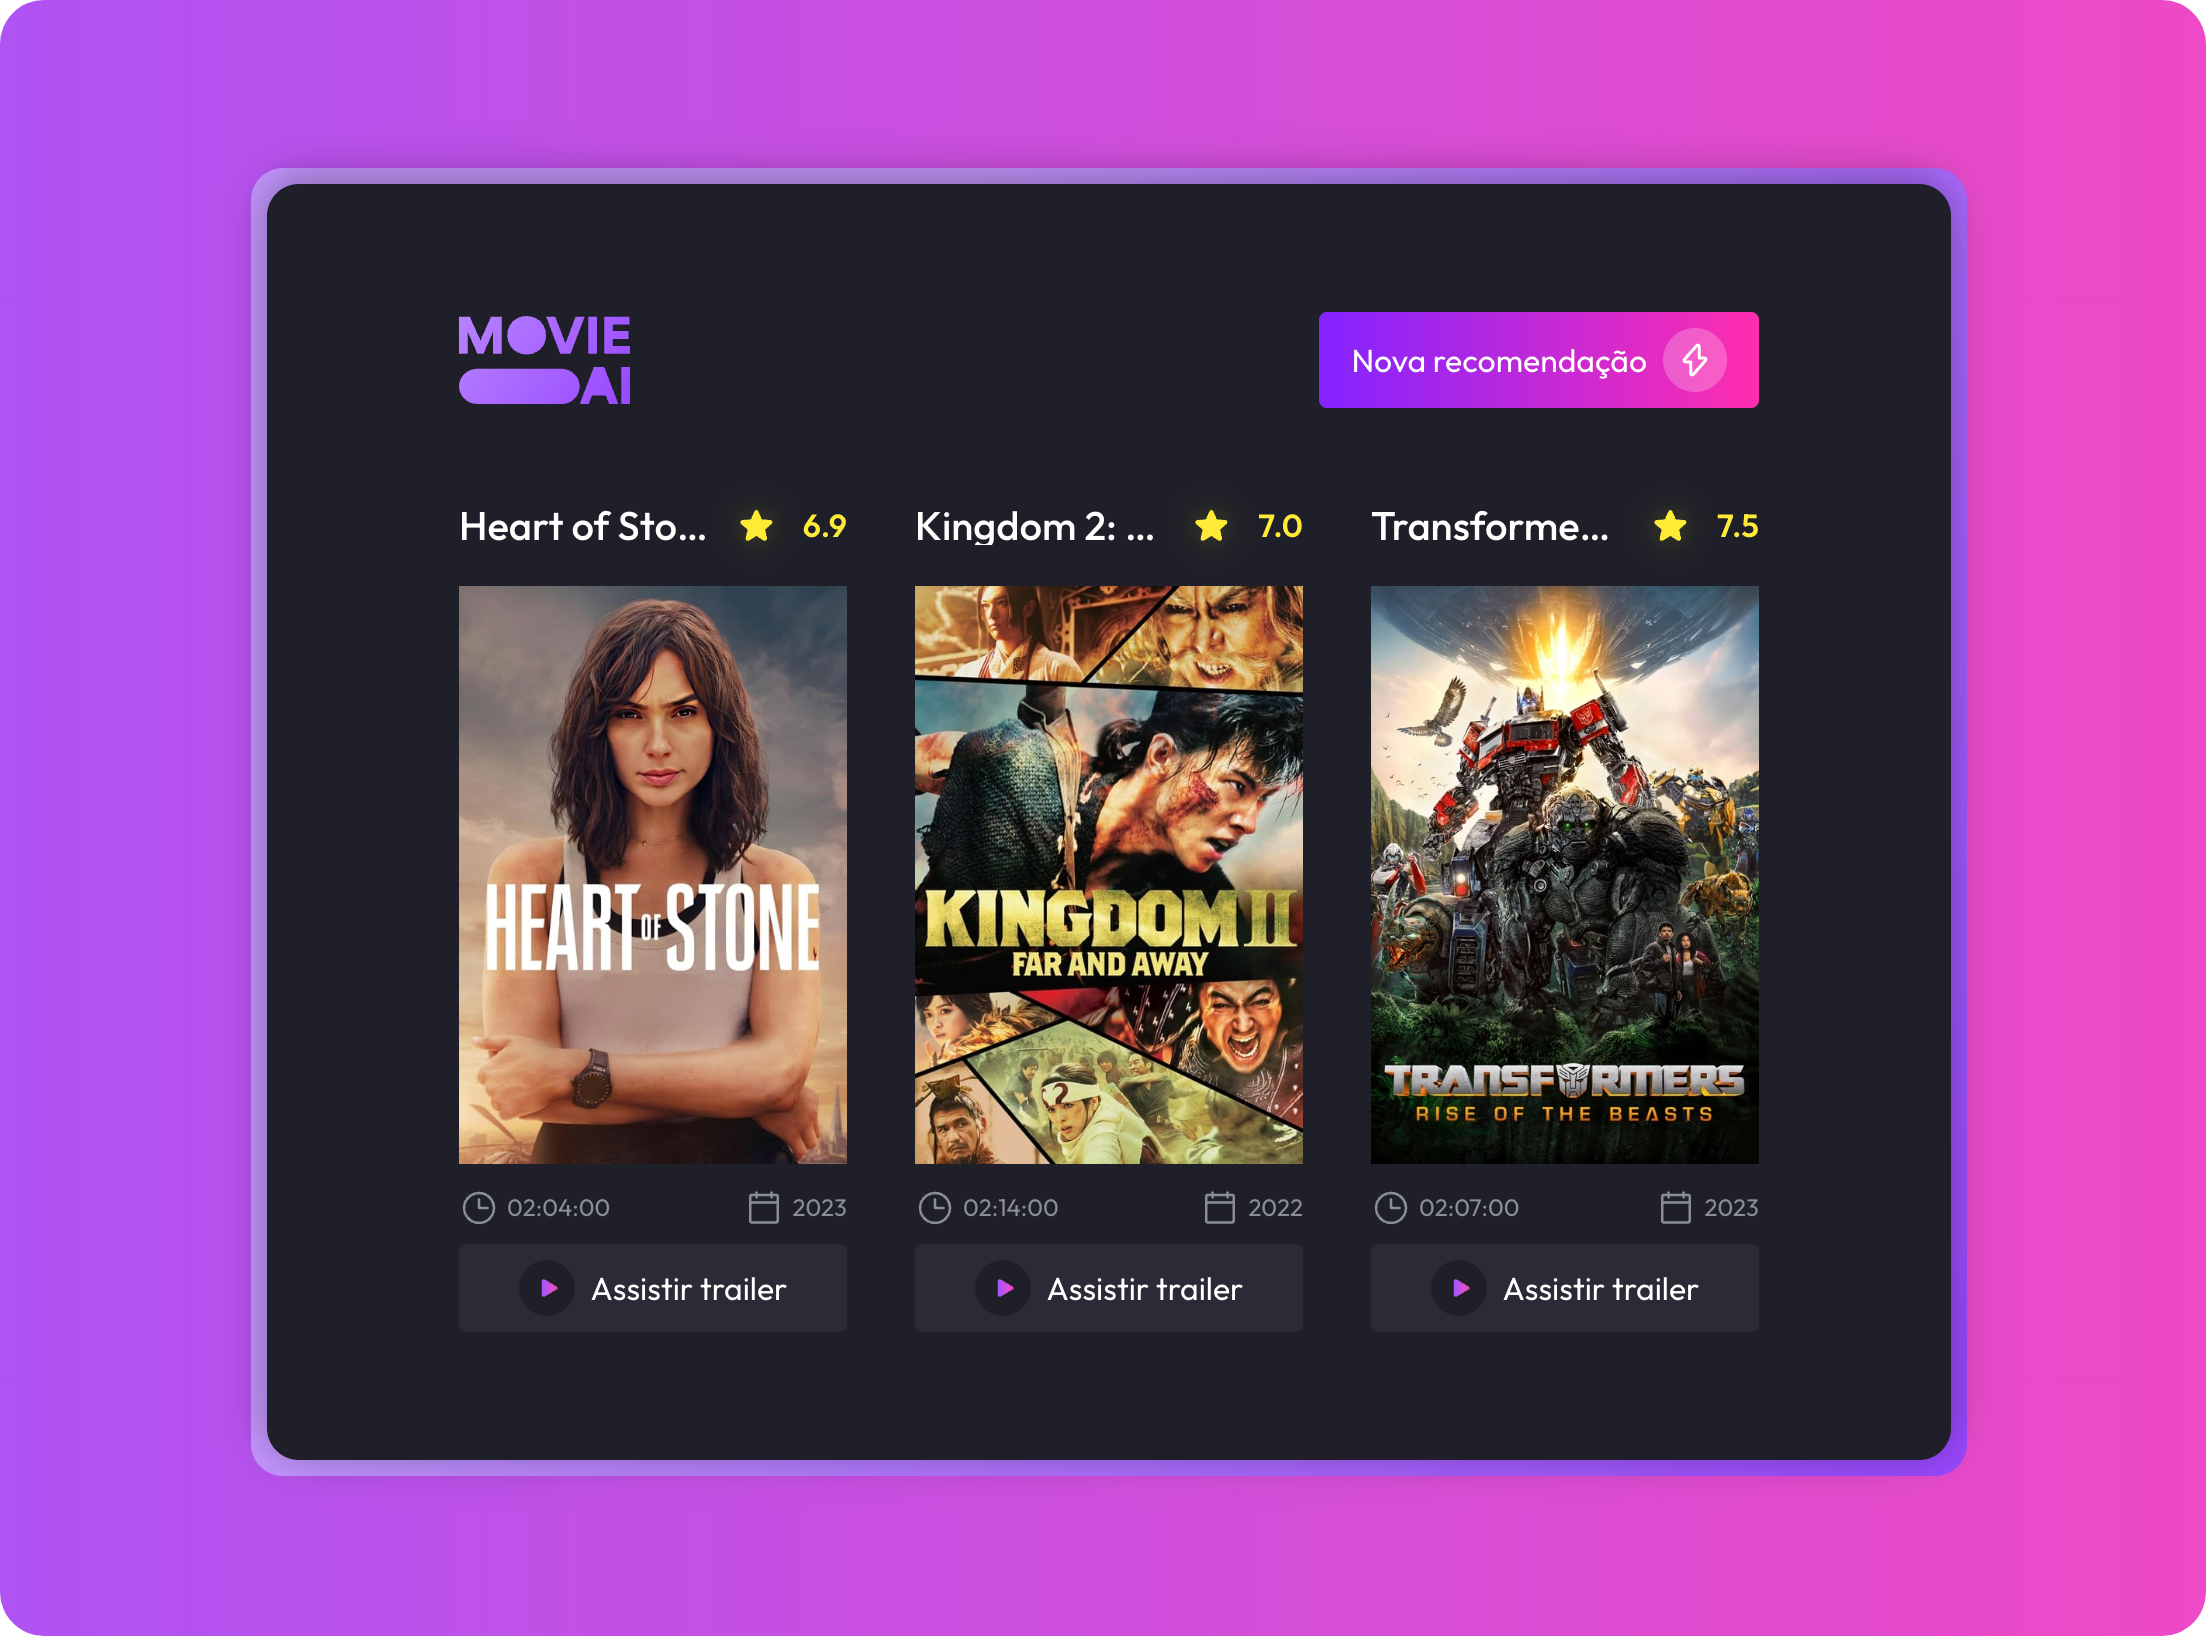 MOVIE
AI
Nova recomendação
Heart of Sto... 6.9
Kingdom 2: ... 7.0
Transforme... 7.5
HEART OF STONE
KINGDOM II
FAR AND AWAY
TRANSFORMERS
RISE OF THE BEASTS
02:04:00 2023
02:14:00 2022
02:07:00 2023
Assistir trailer
Assistir trailer
Assistir trailer